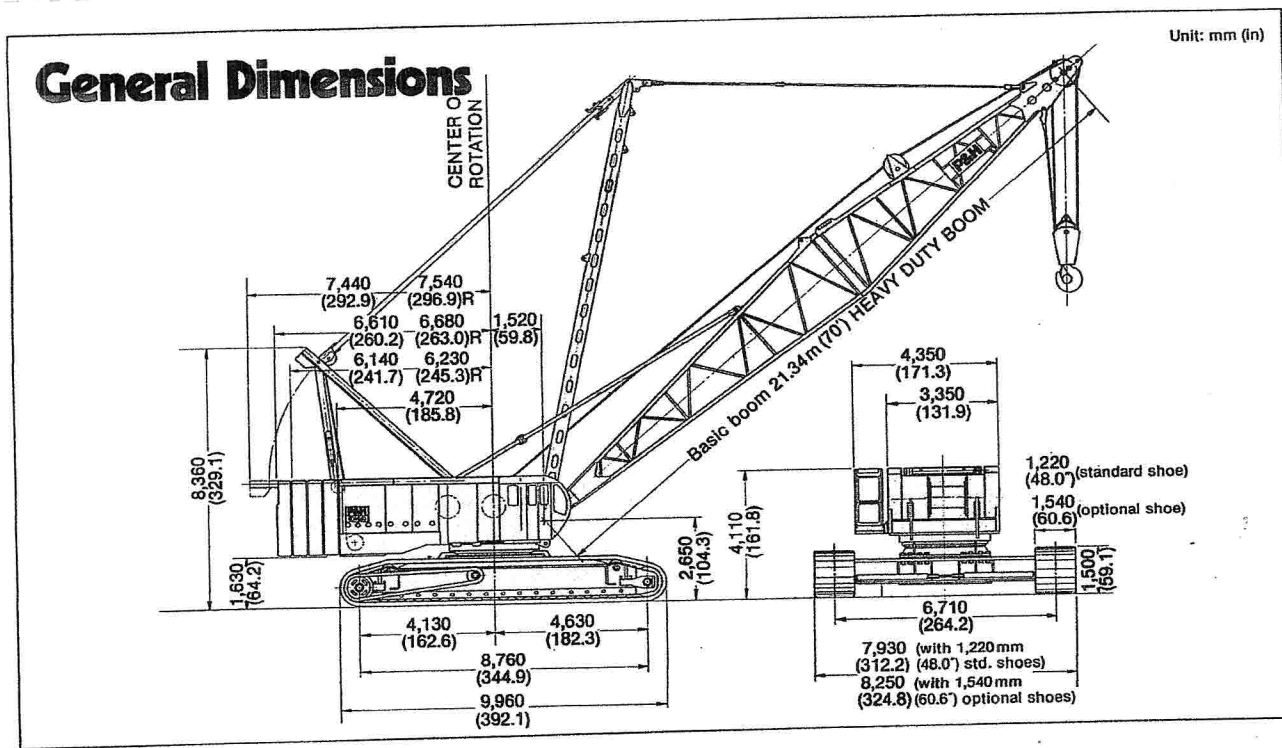 Unit: mm (in)
General Dimensions
CENTER O
ROTATION
P&H
7,440
(292.9)
7,540
(296.9)R
6,610
(260.2)
6,680
(263.0)R
1,520
(59.8)
6,140
(241.7)
6,230
(245.3)R
4,720
(185.8)
8,360
(329.1)
1,630
(64.2)
2,650
(104.3)
Basic boom 21.34m (70') HEAVY DUTY BOOM
4,130
(162.6)
4,630
(182.3)
8,760
(344.9)
9,960
(392.1)
4,350
(171.3)
3,350
(131.9)
4,110
(161.8)
1,220
(48.0") (standard shoe)
1,540
(60.6) (optional shoe)
1,500
(59.1)
6,710
(264.2)
7,930 (with 1,220mm
(312.2) (48.0") std. shoes)
8,250 (with 1,540mm
(324.8) (60.6") optional shoes)